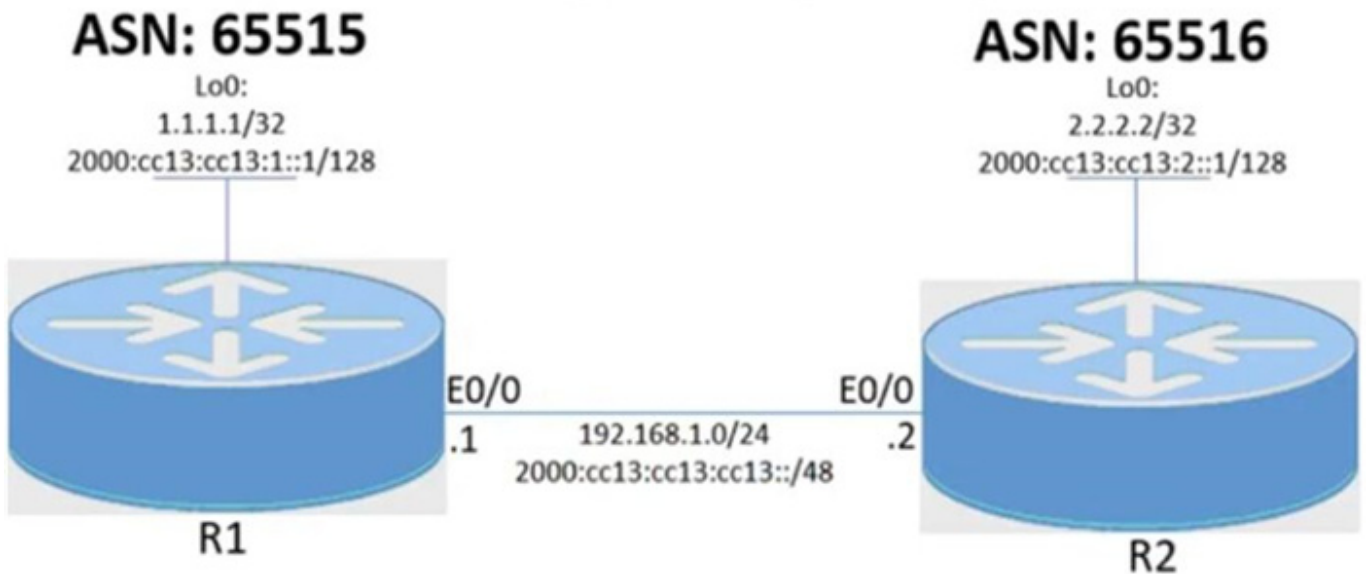 ASN: 65515
Lo0:
1.1.1.1/32
2000:cc13:cc13:1::1/128
ASN: 65516
Lo0:
2.2.2.2/32
2000:cc13:cc13:2::1/128
E0/0
.1
192.168.1.0/24
2000:cc13:cc13:cc13::/48
E0/0
.2
R1
R2